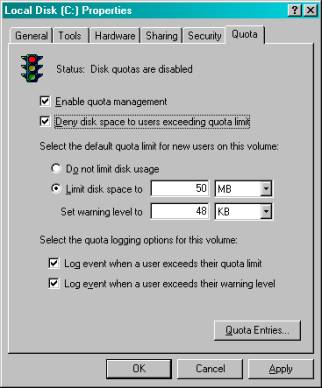 Local Disk (C:) Properties
General Tools Hardware Sharing Security Quota
Status: Disk quotas are disabled
Enable quota management
Deny disk space to users exceeding quota limit
Select the default quota limit for new users on this volume:
Do not limit disk usage
Limit disk space to 50 MB
Set warning level to 48 KB
Select the quota logging options for this volume:
Log event when a user exceeds their quota limit
Log event when a user exceeds their warning level
Quota Entries...
OK Cancel Apply